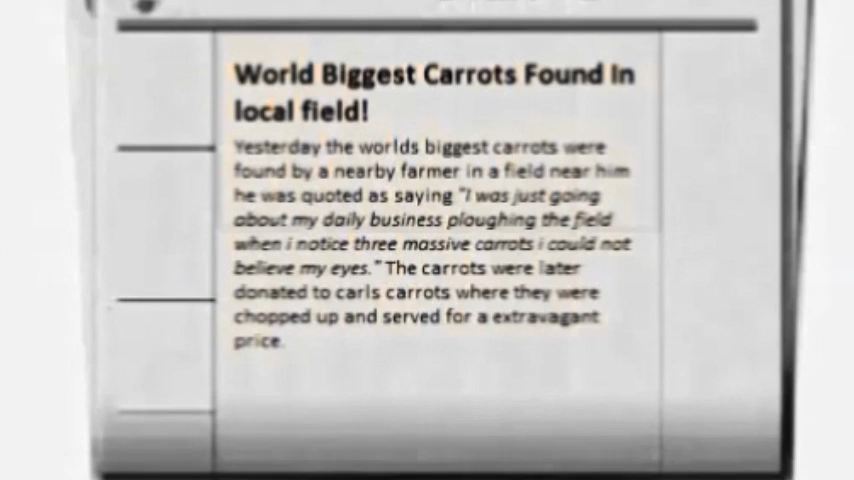 World Biggest Carrots Found In
local field!
Yesterday the worlds biggest carrots were
found by a nearby farmer in a field near him
he was quoted as saying "I was just going
about my daily business ploughing the field
when i notice three massive carrots i could not
believe my eyes." The carrots were later
donated to carls carrots where they were
chopped up and served for a extravagant
price.